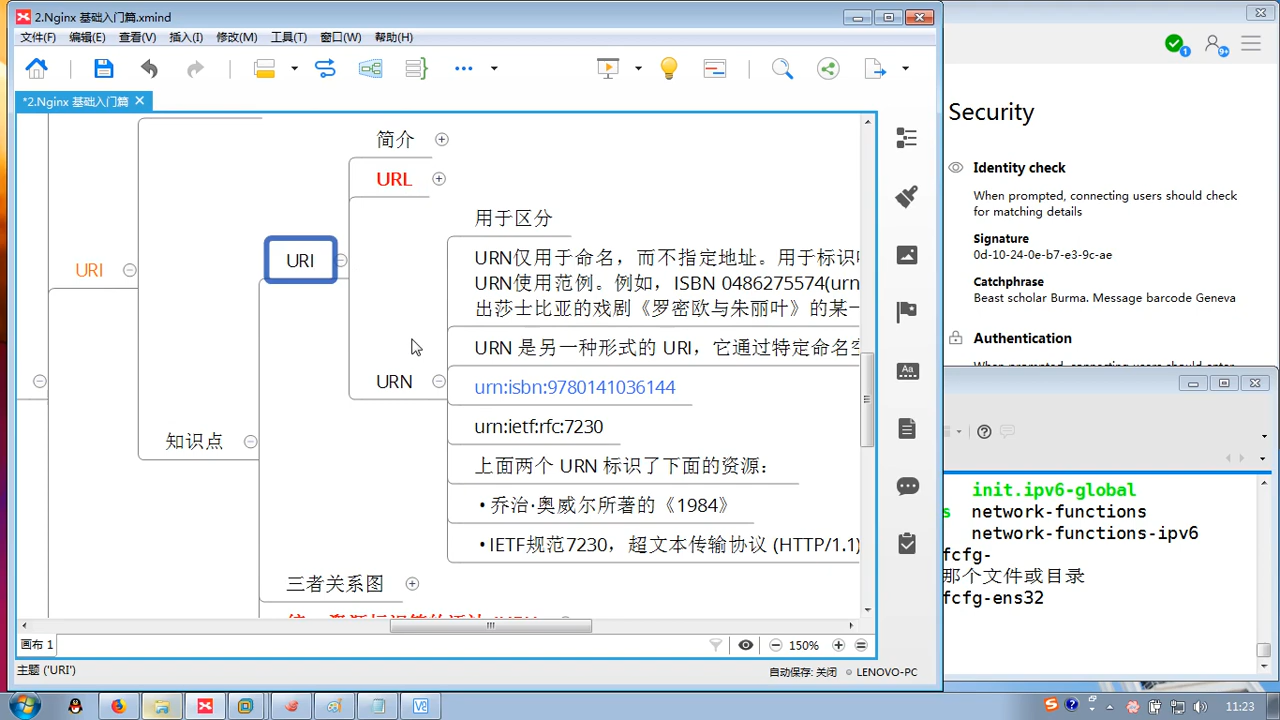 2.Nginx 基础入门篇.xmind
文件(F) 编辑(E) 查看(V) 插入(I) 修改(M) 工具(T) 窗口(W) 帮助(H)
*2.Nginx 基础入门篇
简介
URL
用于区分
URI
URI
URN仅用于命名，而不指定地址。用于标识
URN使用范例。例如，ISBN 0486275574(urn
出莎士比亚的戏剧《罗密欧与朱丽叶》的某一
URN 是另一种形式的 URI，它通过特定命名空
URN
urn:isbn:9780141036144
urn:ietf:rfc:7230
知识点
上面两个 URN 标识了下面的资源：
• 乔治·奥威尔所著的《1984》
• IETF规范7230，超文本传输协议 (HTTP/1.1)
三者关系图
画布 1
150%
主题 ('URI')
自动保存: 关闭
LENOVO-PC
1
9+
Security
Identity check
When prompted, connecting users should check
for matching details
Signature
0d-10-24-0e-b7-e3-9c-ae
Catchphrase
Beast scholar Burma. Message barcode Geneva
Authentication
init.ipv6-global
s network-functions
network-functions-ipv6
fcfg-
那个文件或目录
fcfg-ens32
11:23